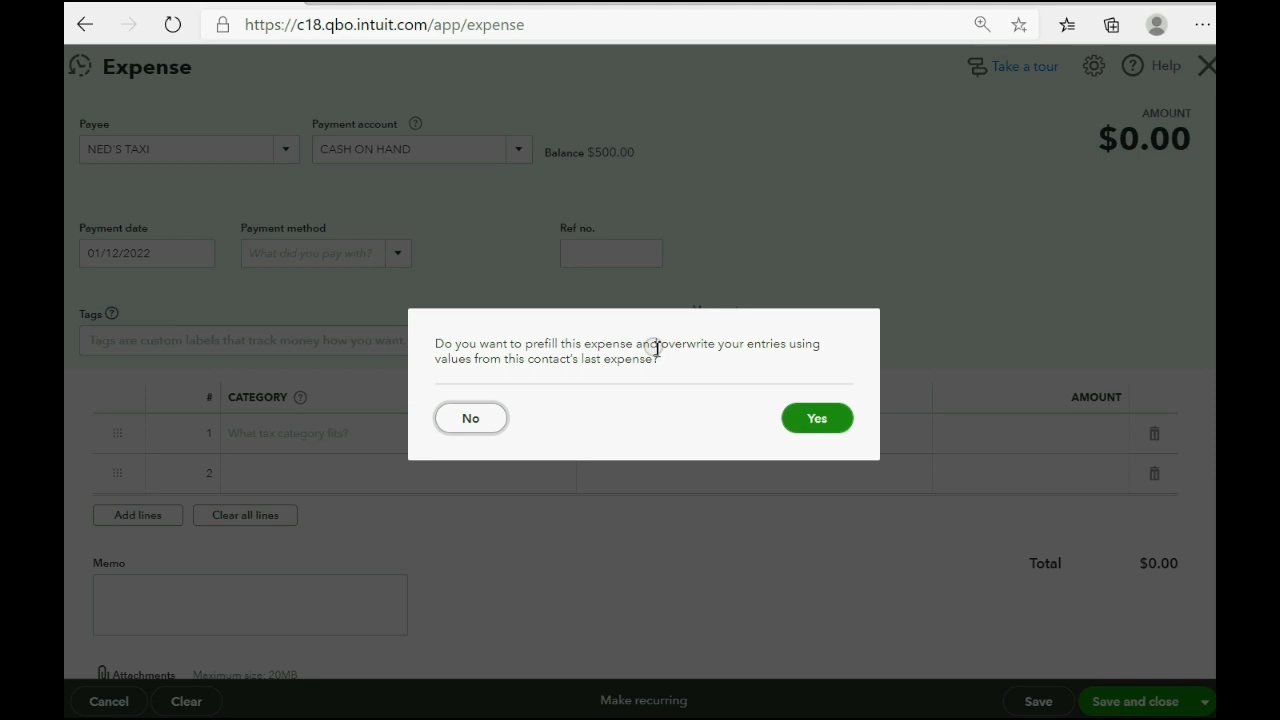 https://c18.qbo.intuit.com/app/expense
Expense
Take a tour
Help
Payee
Payment account
AMOUNT
$0.00
NED'S TAXI
CASH ON HAND
Balance $500.00
Payment date
Payment method
Ref no.
01/12/2022
What did you pay with?
Tags
Tags are custom labels that track money how you want.
Do you want to prefill this expense and overwrite your entries using
values from this contact's last expense?
No
Yes
# CATEGORY
AMOUNT
1 What tax category fits?
2
Add lines
Clear all lines
Memo
Total $0.00
Attachments Maximum size: 20MB
Cancel
Clear
Make recurring
Save
Save and close